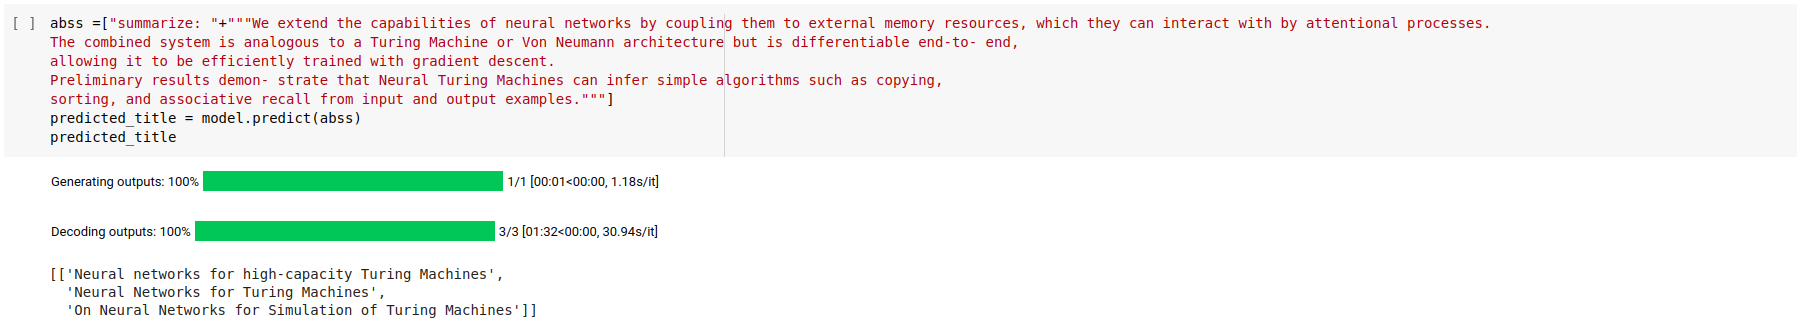 [ ] abss =["summarize: "+"""We extend the capabilities of neural networks by coupling them to external memory resources, which they can interact with by attentional processes.
The combined system is analogous to a Turing Machine or Von Neumann architecture but is differentiable end-to- end,
allowing it to be efficiently trained with gradient descent.
Preliminary results demon- strate that Neural Turing Machines can infer simple algorithms such as copying,
sorting, and associative recall from input and output examples."""]
predicted_title = model.predict(abss)
predicted_title
Generating outputs: 100% 1/1 [00:01<00:00, 1.18s/it]
Decoding outputs: 100% 3/3 [01:32<00:00, 30.94s/it]
[['Neural networks for high-capacity Turing Machines',
'Neural Networks for Turing Machines',
'On Neural Networks for Simulation of Turing Machines']]